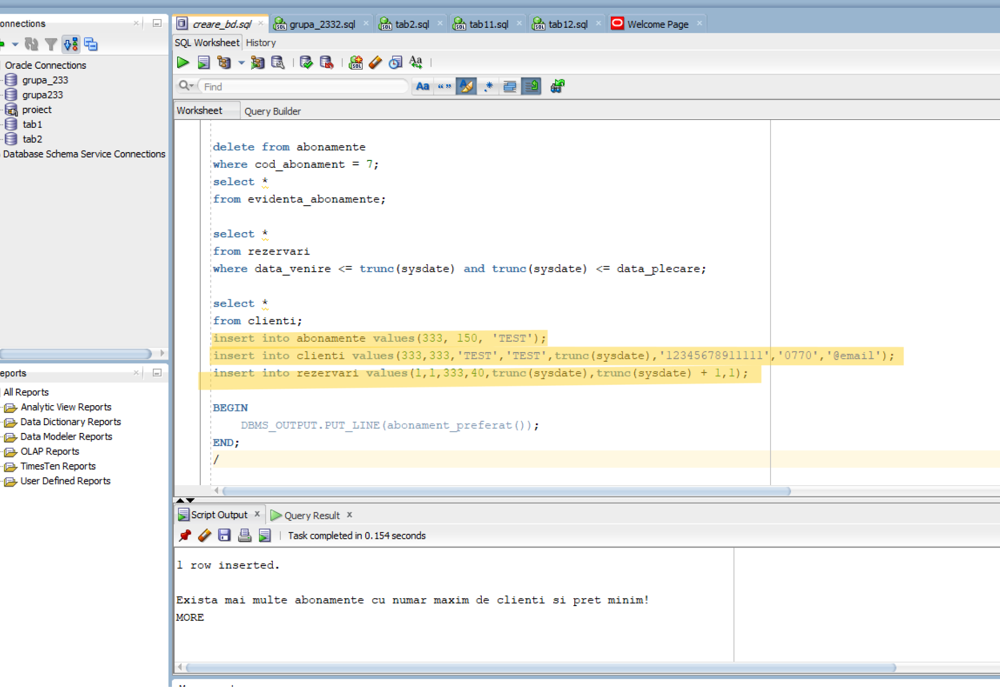 onnections
Oracle Connections
grupa_233
grupa233
proiect
tab1
tab2
Database Schema Service Connections
eports
All Reports
Analytic View Reports
Data Dictionary Reports
Data Modeler Reports
OLAP Reports
TimesTen Reports
User Defined Reports
creare_bd.sql
grupa_2332.sql
tab2.sql
tab11.sql
tab12.sql
Welcome Page
SQL Worksheet History
Find
Worksheet Query Builder
delete from abonamente
where cod_abonament = 7;
select *
from evidenta_abonamente;
select *
from rezervari
where data_venire <= trunc(sysdate) and trunc(sysdate) <= data_plecare;
select *
from clienti;
insert into abonamente values(333, 150, 'TEST');
insert into clienti values(333,333,'TEST','TEST',trunc(sysdate),'12345678911111','0770','@email');
insert into rezervari values(1,1,333,40,trunc(sysdate),trunc(sysdate) + 1,1);
BEGIN
DBMS_OUTPUT.PUT_LINE(abonament_preferat());
END;
/
Script Output Query Result
Task completed in 0.154 seconds
1 row inserted.
Exista mai multe abonamente cu numar maxim de clienti si pret minim!
MORE